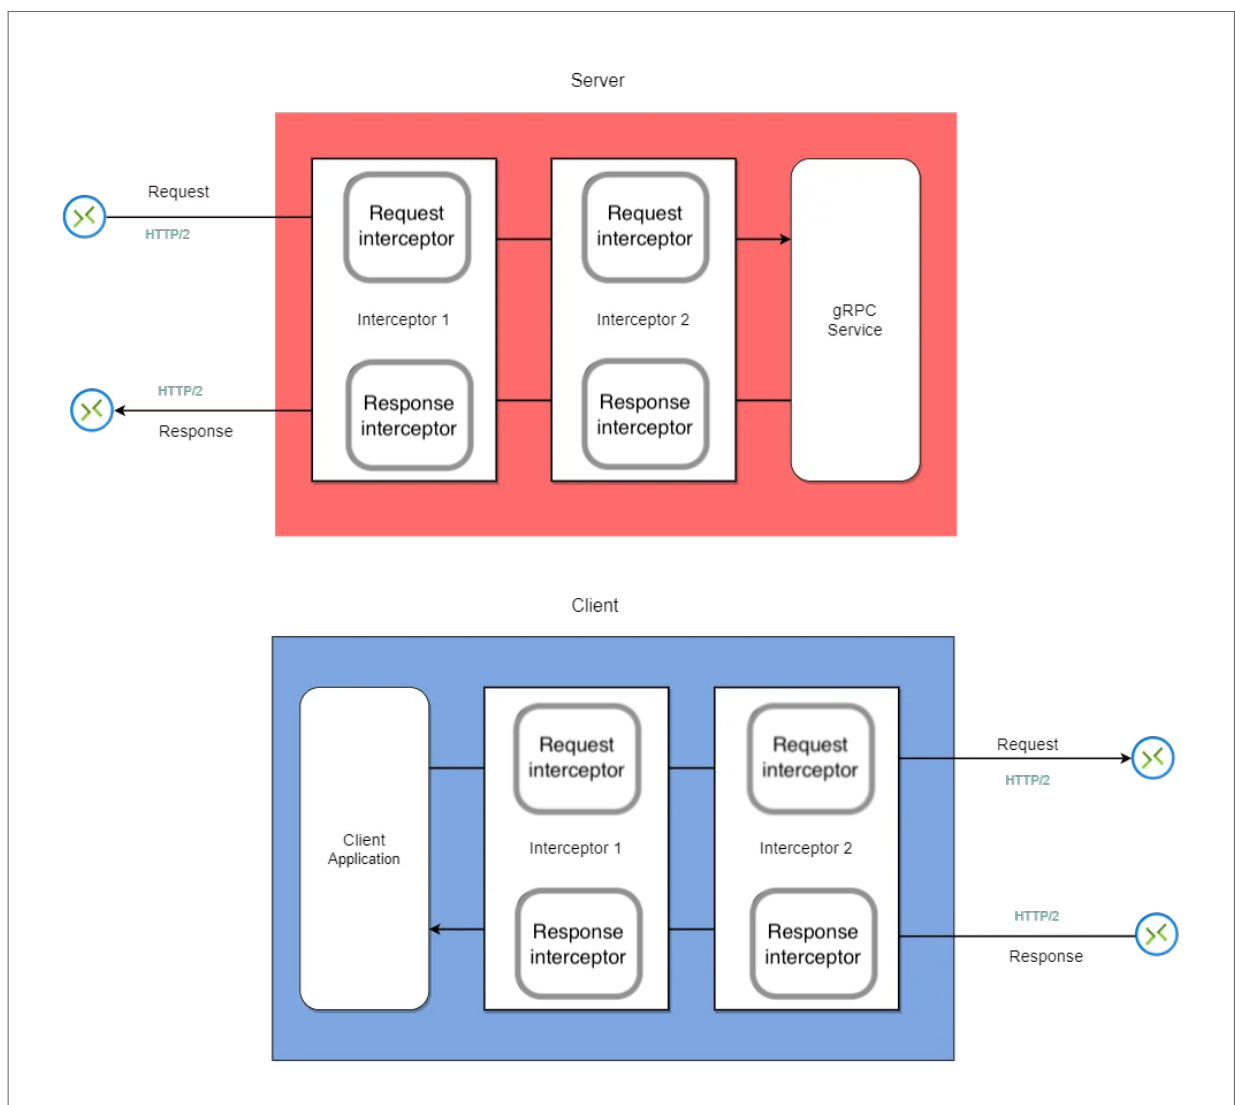 Server
Request
HTTP/2
Request
interceptor
Request
interceptor
Interceptor 1
Interceptor 2
gRPC
Service
HTTP/2
Response
Response
interceptor
Response
interceptor
Client
Client
Application
Request
interceptor
Request
interceptor
Interceptor 1
Interceptor 2
Response
interceptor
Response
interceptor
Request
HTTP/2
HTTP/2
Response